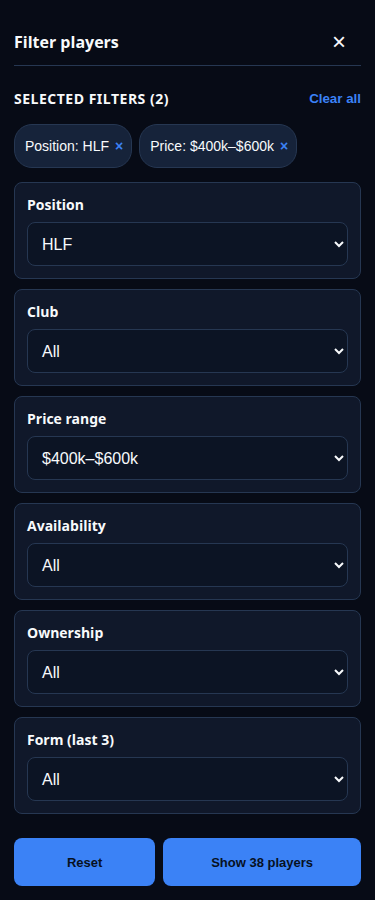 Filter players ✕
SELECTED FILTERS (2) Clear all
Position: HLF × Price: $400k–$600k ×
Position
HLF
Club
All
Price range
$400k–$600k
Availability
All
Ownership
All
Form (last 3)
All
Reset Show 38 players